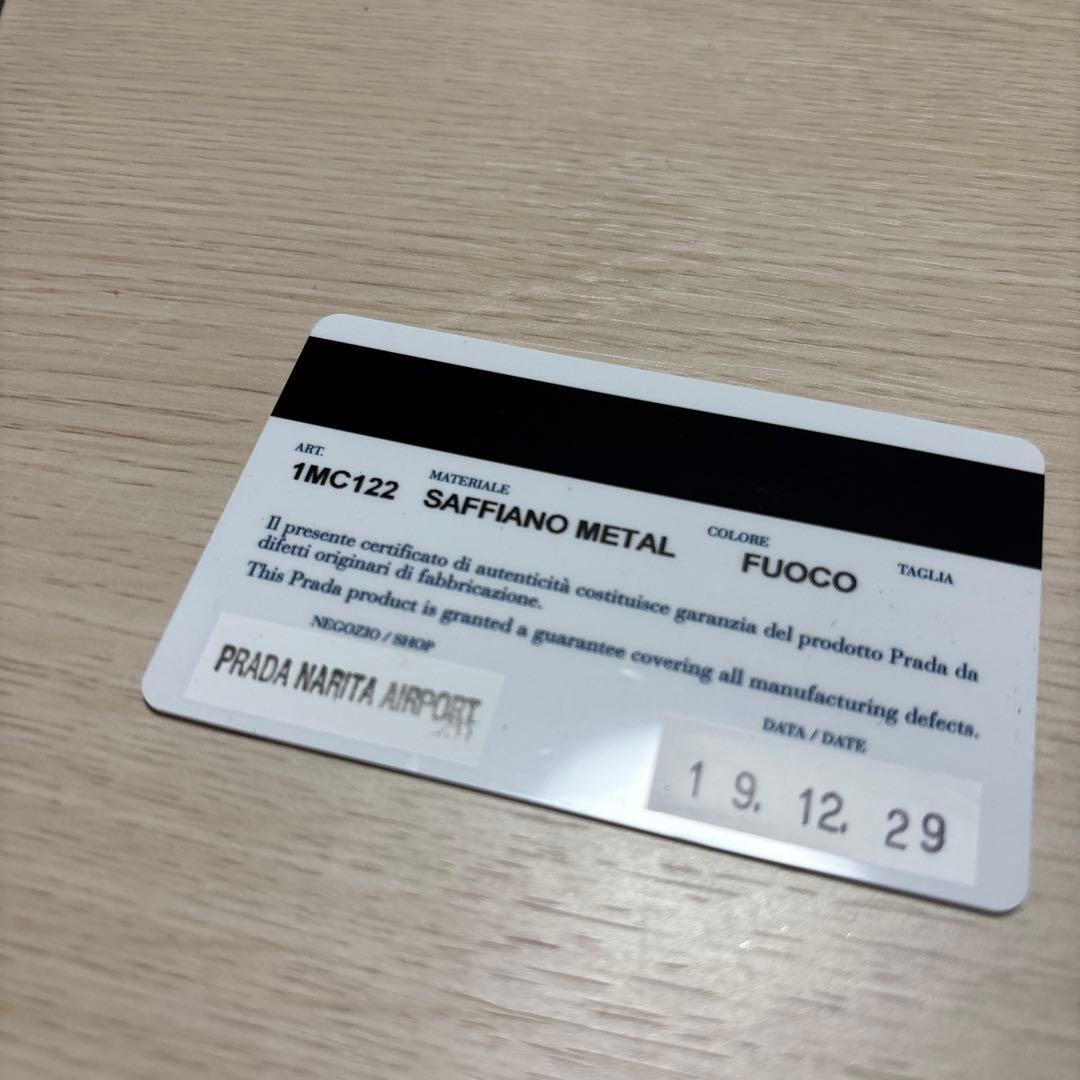 ART.
1MC122
MATERIALE
SAFFIANO METAL
COLORE
FUOCO
TAGLIA
Il presente certificato di autenticità costituisce garanzia del prodotto Prada da
difetti originari di fabbricazione.
This Prada product is granted a guarantee covering all manufacturing defects.
NEGOZIO / SHOP
PRADA NARITA AIRPORT
DATA / DATE
19. 12. 29